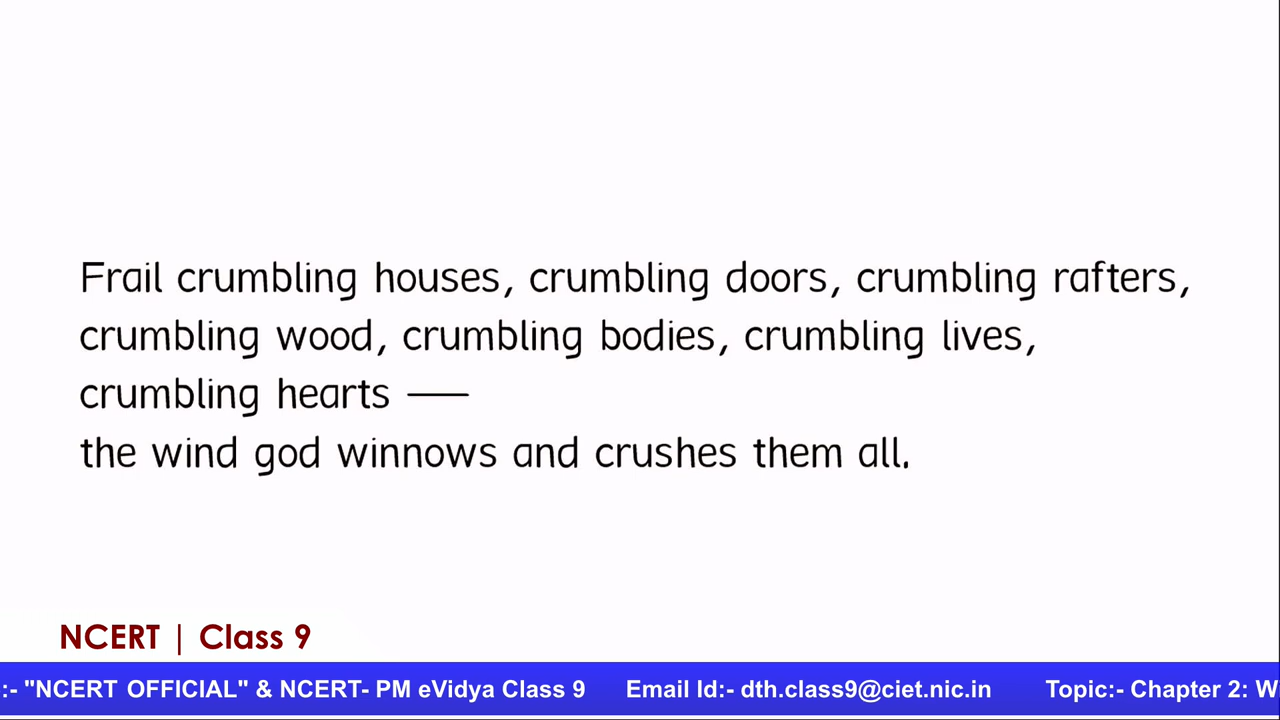 Frail crumbling houses, crumbling doors, crumbling rafters,
crumbling wood, crumbling bodies, crumbling lives,
crumbling hearts —
the wind god winnows and crushes them all.
NCERT | Class 9
:- "NCERT OFFICIAL" & NCERT- PM eVidya Class 9 Email Id:- dth.class9@ciet.nic.in Topic:- Chapter 2: